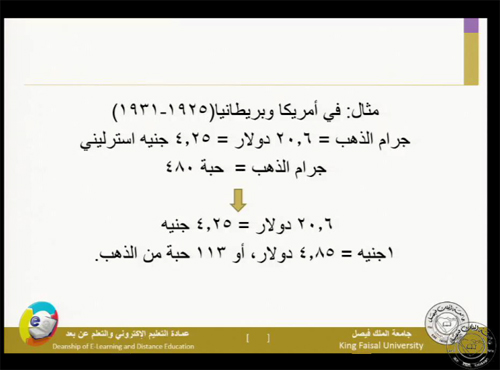 مثال: في أمريكا وبريطانيا(١٩٢٥-١٩٣١)
جرام الذهب = ٢٠,٦ دولار = ٤,٢٥ جنيه استرليني
جرام الذهب = حبة ٤٨٠
٢٠,٦ دولار = ٤,٢٥ جنيه
١جنيه = ٤,٨٥ دولار، أو ١١٣ حبة من الذهب.
جامعة الملك فيصل
King Faisal University
[ ]
عمادة التعليم الإكتروني والتعلم عن بعد
Deanship of E-Learning and Distance Education